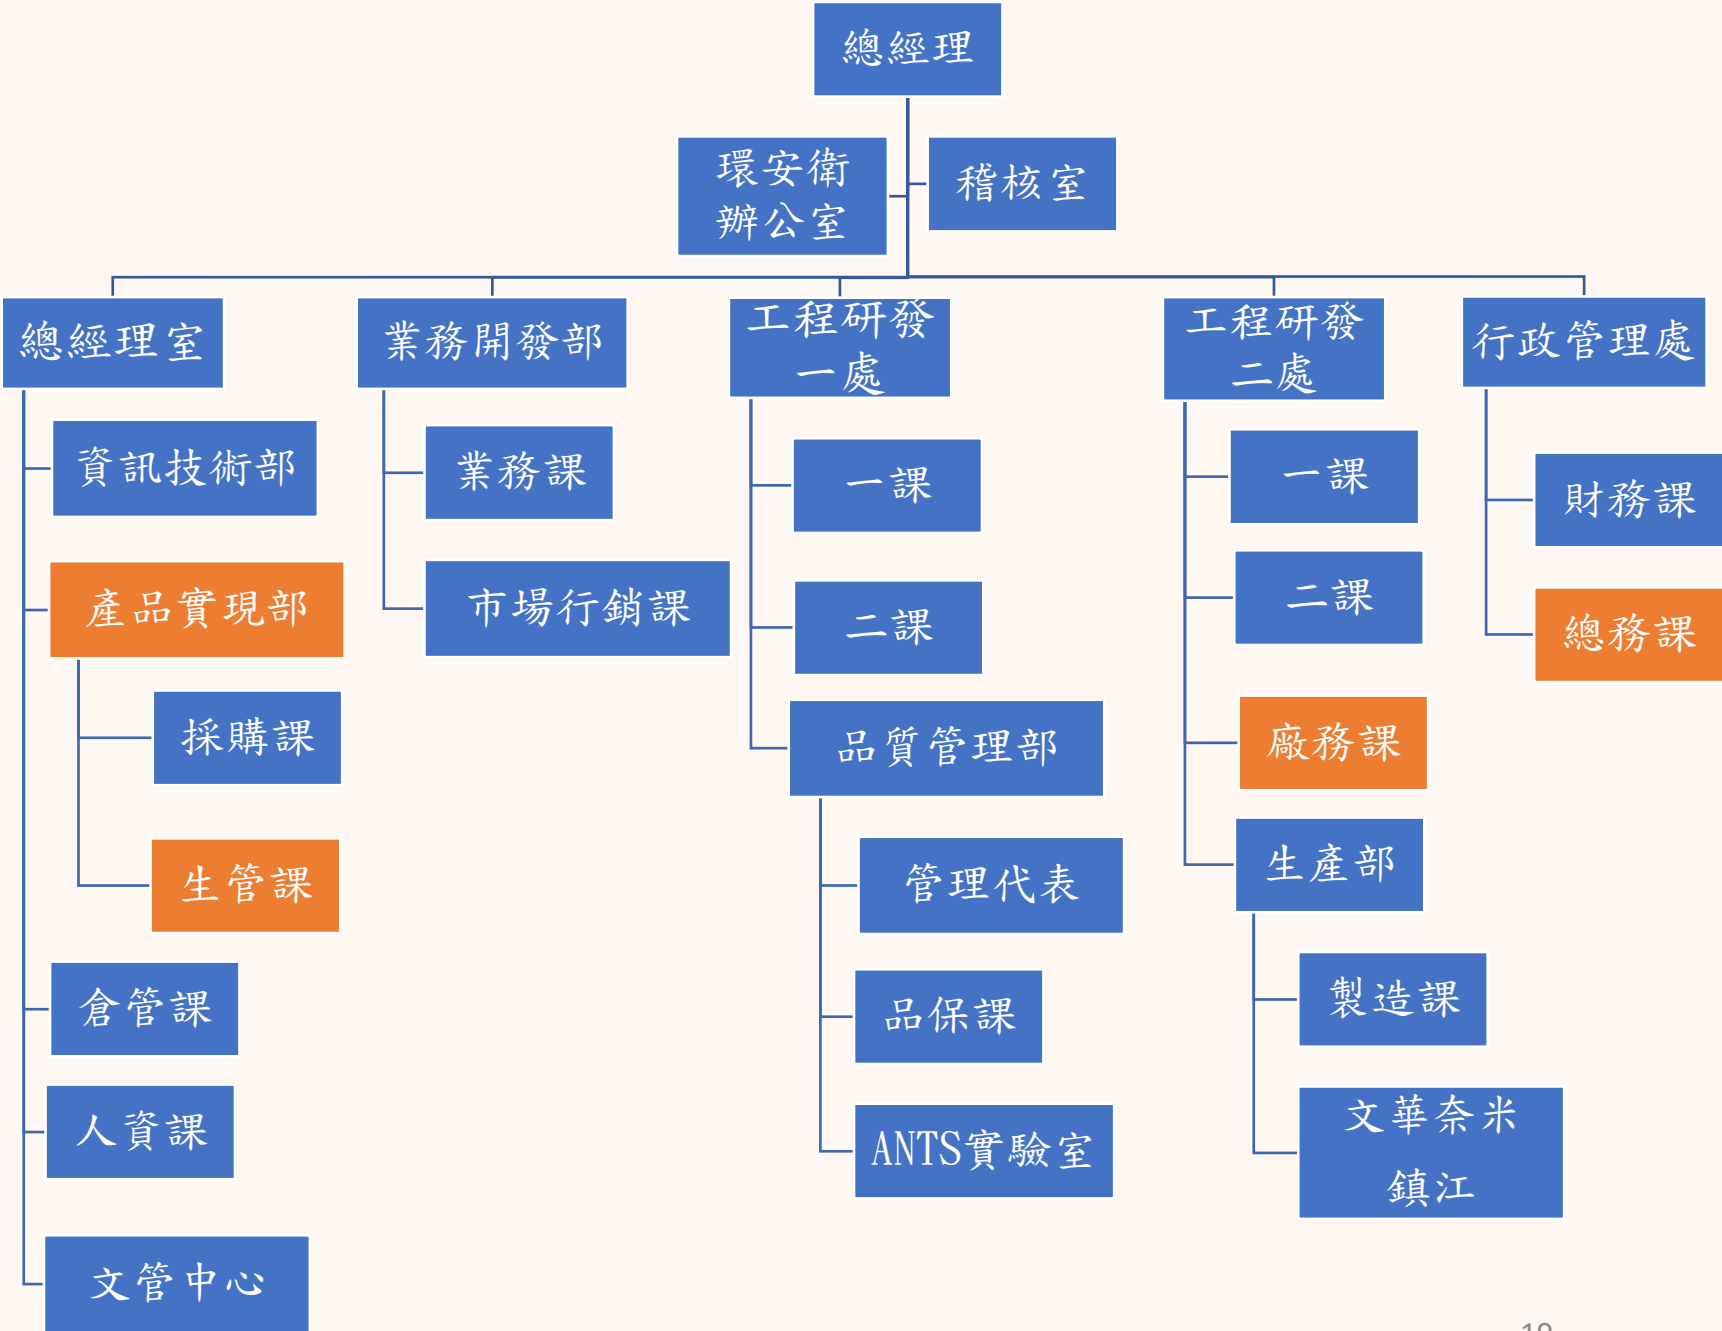 總經理
環安衛
辦公室
稽核室
總經理室
業務開發部
工程研發
一處
工程研發
二處
行政管理處
資訊技術部
產品實現部
採購課
生管課
倉管課
人資課
文管中心
業務課
市場行銷課
一課
二課
品質管理部
管理代表
品保課
ANTS實驗室
一課
二課
廠務課
生產部
製造課
文華奈米
鎮江
財務課
總務課